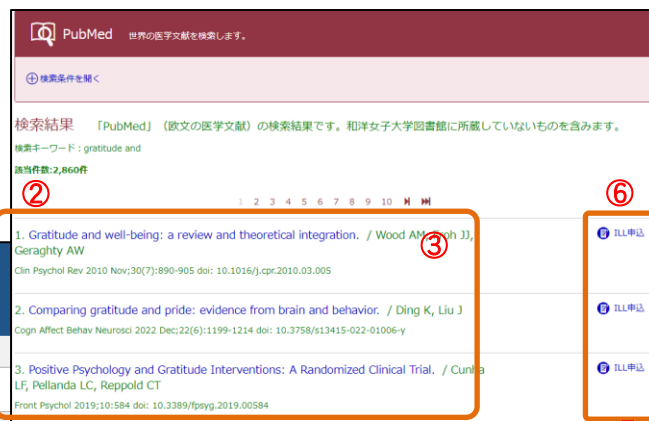 PubMed 世界の医学文献を検索します。
検索条件を開く
検索結果 「PubMed」（欧文の医学文献）の検索結果です。和洋女子大学図書館に所蔵していないものを含みます。
検索キーワード : gratitude and
該当件数:2,860件
1 2 3 4 5 6 7 8 9 10
② ⑥
1. Gratitude and well-being: a review and theoretical integration. / Wood AM, Froh JJ, ILL申込
③
Geraghty AW
Clin Psychol Rev 2010 Nov;30(7):890-905 doi: 10.1016/j.cpr.2010.03.005
2. Comparing gratitude and pride: evidence from brain and behavior. / Ding K, Liu J ILL申込
Cogn Affect Behav Neurosci 2022 Dec;22(6):1199-1214 doi: 10.3758/s13415-022-01006-y
3. Positive Psychology and Gratitude Interventions: A Randomized Clinical Trial. / Cunha ILL申込
LF, Pellanda LC, Reppold CT
Front Psychol 2019;10:584 doi: 10.3389/fpsyg.2019.00584